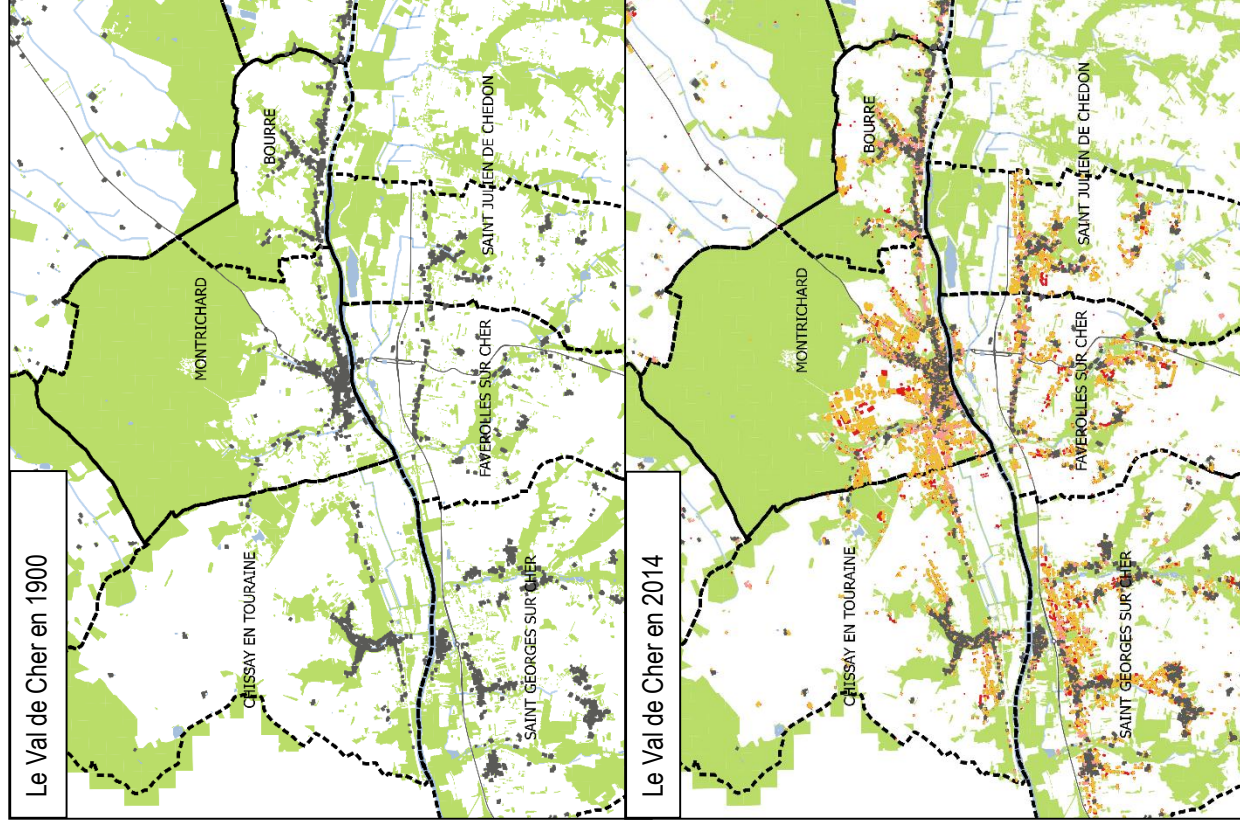 Le Val de Cher en 1900
MONTRICHARD
BOURRE
CHISSAY EN TOURAINE
SAINT GEORGES SUR CHER
FAVEROLLES SUR CHER
SAINT JULIEN DE CHEDON
Le Val de Cher en 2014
MONTRICHARD
BOURRE
CHISSAY EN TOURAINE
SAINT GEORGES SUR CHER
FAVEROLLES SUR CHER
SAINT JULIEN DE CHEDON